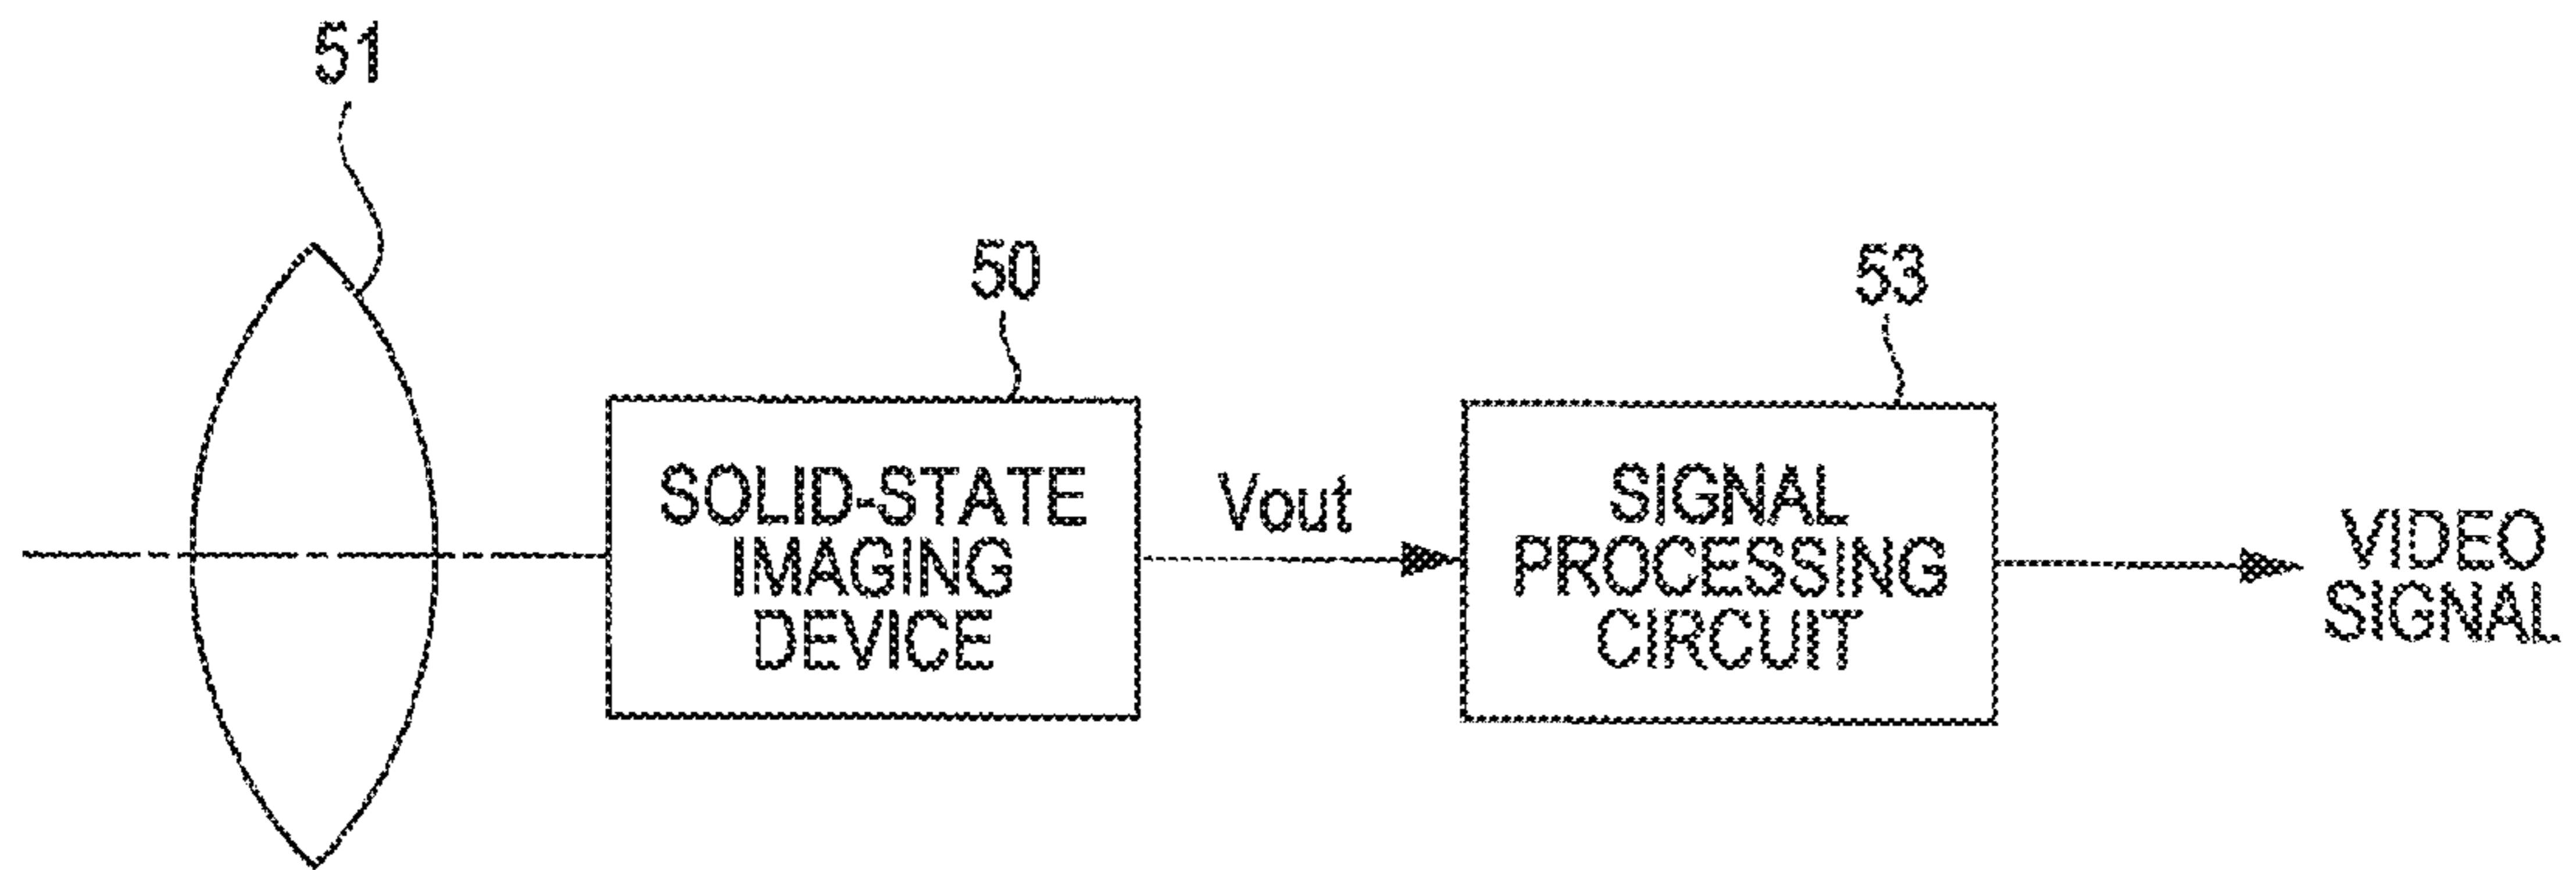 51
50
53
SOLID-STATE
IMAGING
DEVICE
Vout
SIGNAL
PROCESSING
CIRCUIT
VIDEO
SIGNAL